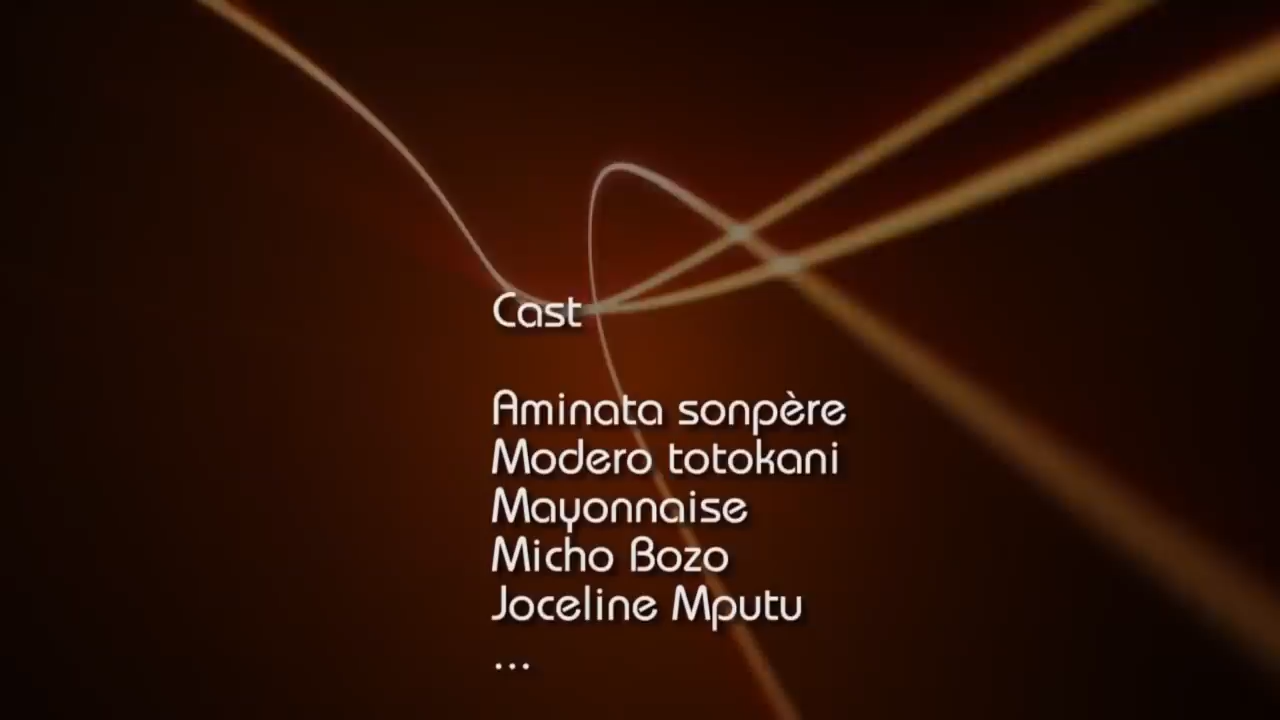 Cast
Aminata sonpère
Modero totokani
Mayonnaise
Micho Bozo
Joceline Mputu
...